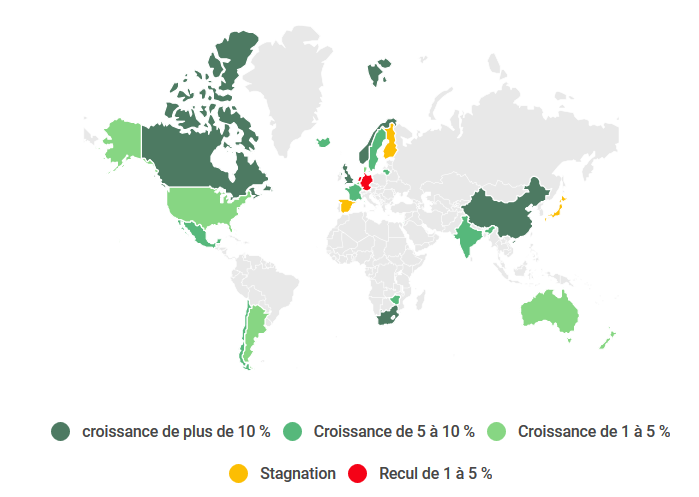 croissance de plus de 10 % Croissance de 5 à 10 % Croissance de 1 à 5 %
Stagnation Recul de 1 à 5 %